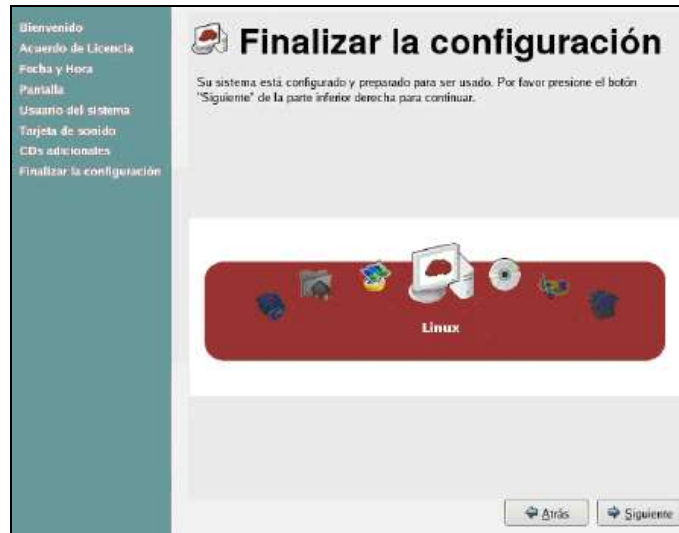 Bienvenido
Acuerdo de Licencia
Fecha y Hora
Pantalla
Usuario del sistema
Tarjeta de sonido
CDs adicionales
Finalizar la configuración
Finalizar la configuración
Su sistema está configurado y preparado para ser usado. Por favor presione el botón
"Siguiente" de la parte inferior derecha para continuar.
Linux
Atrás
Siguiente